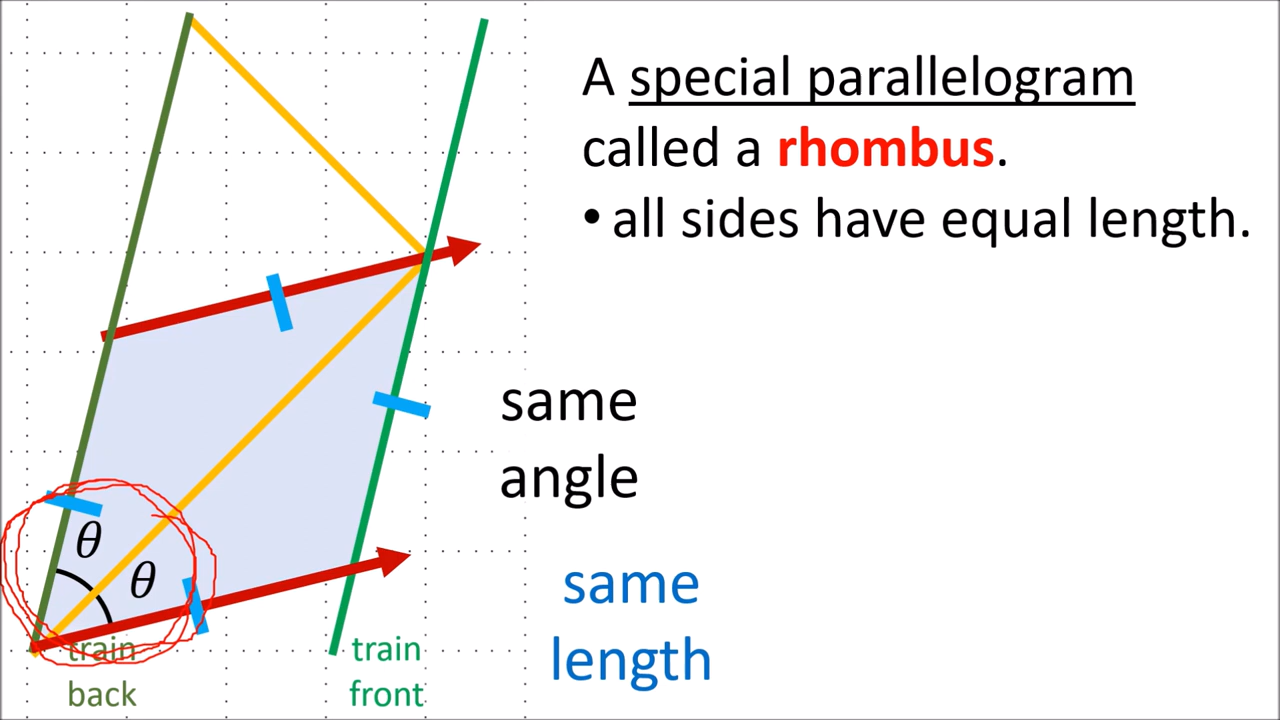 A special parallelogram
called a rhombus.
• all sides have equal length.
same
angle
θ
θ
same
length
train
back
train
front